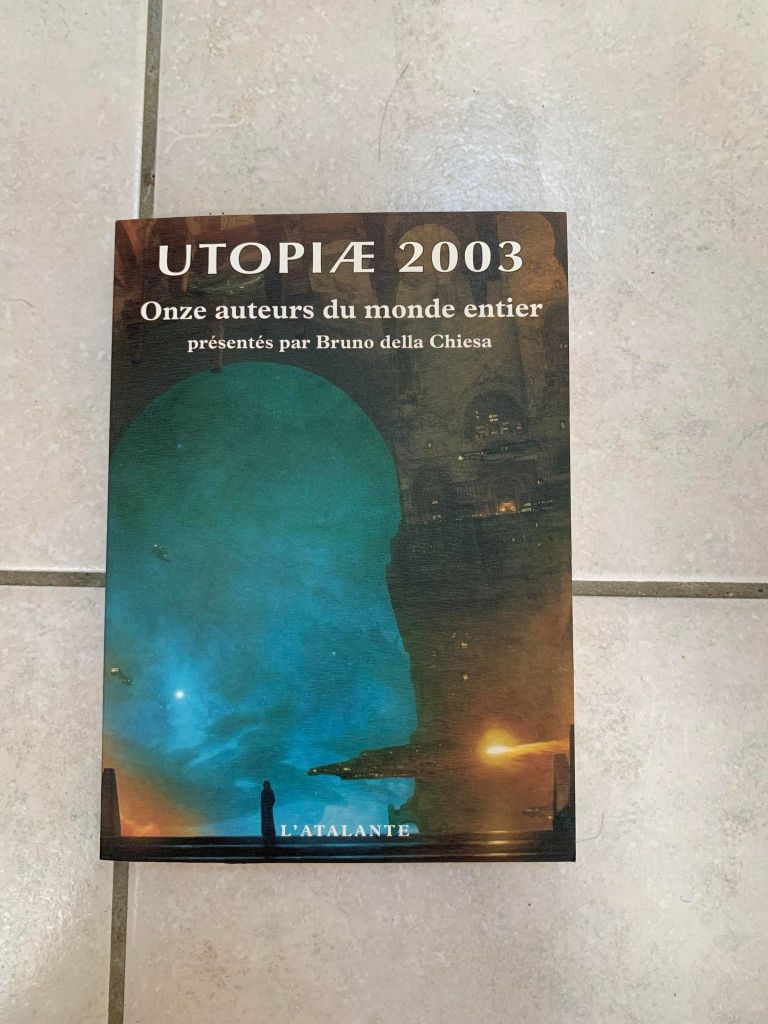 UTOPIÆ 2003
Onze auteurs du monde entier
présentés par Bruno della Chiesa
L'ATALANTE